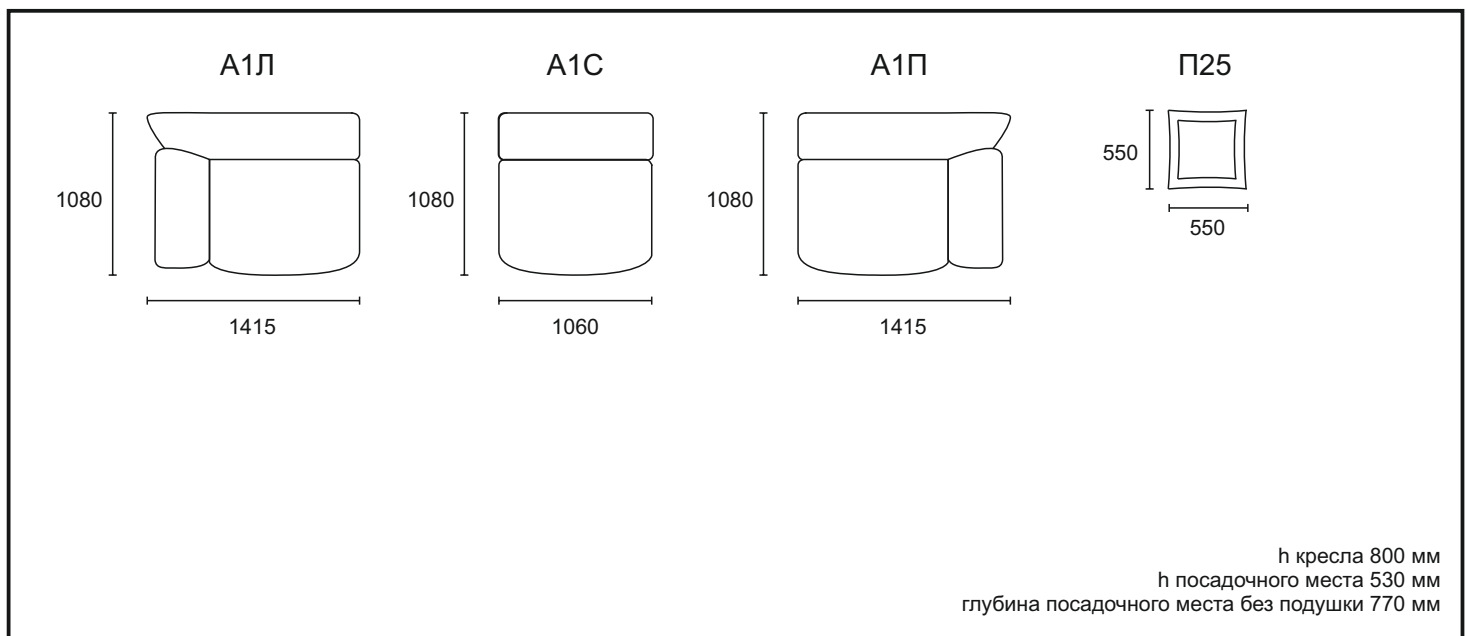 А1Л
А1С
А1П
П25
1080
1415
1080
1060
1080
1415
550
550
h кресла 800 мм
h посадочного места 530 мм
глубина посадочного места без подушки 770 мм